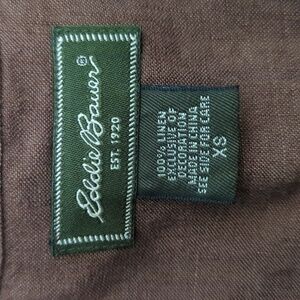 Eddie Bauer®
EST. 1920
100% LINEN
EXCLUSIVE OF
DECORATION
MADE IN CHINA
SEE SIDE FOR CARE
XS